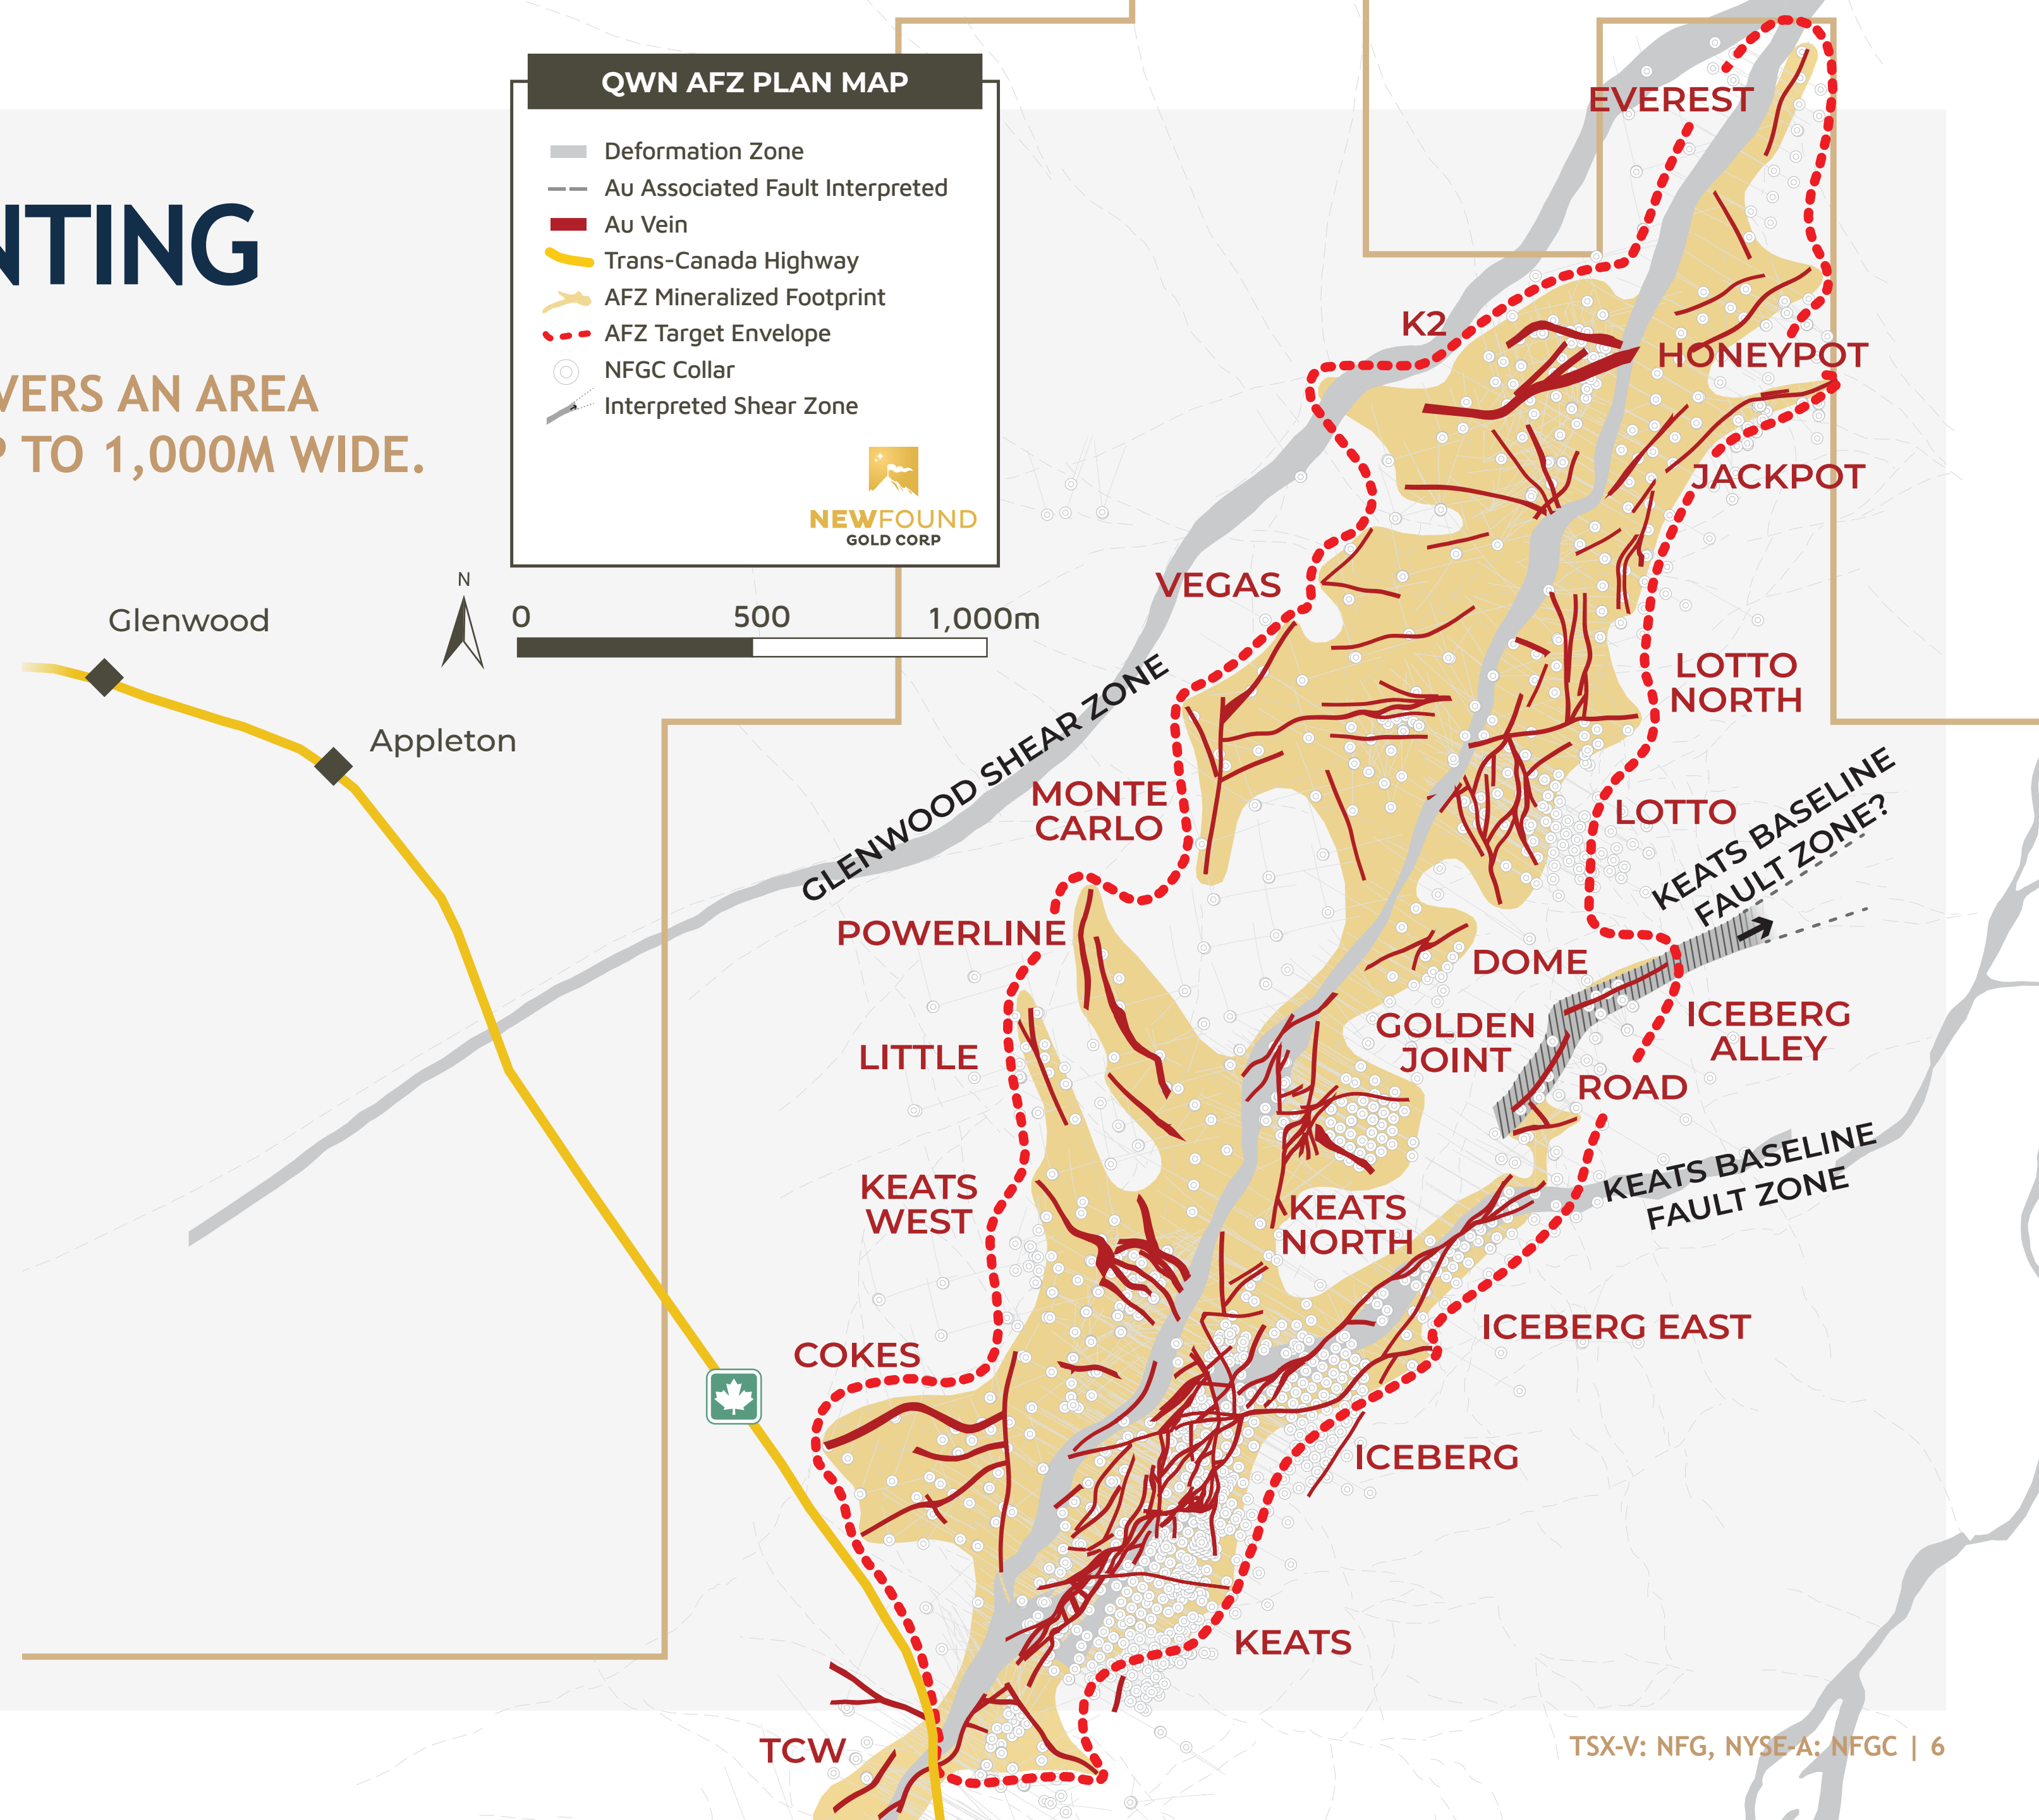 NTING
VERS AN AREA
P TO 1,000M WIDE.
QWN AFZ PLAN MAP
Deformation Zone
Au Associated Fault Interpreted
Au Vein
Trans-Canada Highway
AFZ Mineralized Footprint
AFZ Target Envelope
NFGC Collar
Interpreted Shear Zone
NEWFOUND
GOLD CORP
N
0 500 1,000m
Glenwood
Appleton
EVEREST
K2
HONEYPOT
JACKPOT
VEGAS
LOTTO
NORTH
GLENWOOD SHEAR ZONE
MONTE
CARLO
LOTTO
KEATS BASELINE
FAULT ZONE?
POWERLINE
DOME
GOLDEN
JOINT
ICEBERG
ALLEY
LITTLE
ROAD
KEATS BASELINE
FAULT ZONE
KEATS
WEST
KEATS
NORTH
ICEBERG EAST
COKES
ICEBERG
KEATS
TCW
TSX-V: NFG, NYSE-A: NFGC | 6